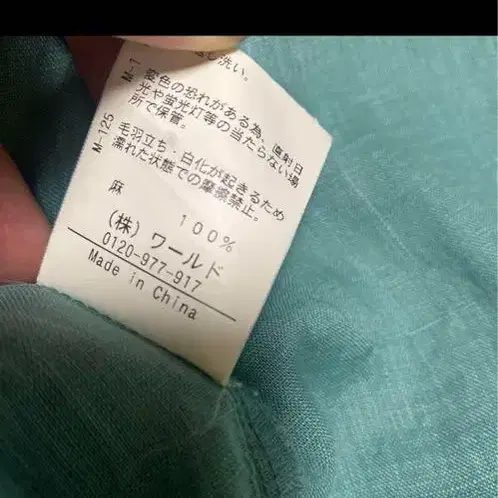 し洗い。
M-1
変色の恐れがある為、直射日
光や蛍光灯等の当たらない場
所で保管。
M-125
毛羽立ち、白化が起きるため
濡れた状態での摩擦禁止。
麻
100%
(株)ワールド
0120-977-917
Made in China